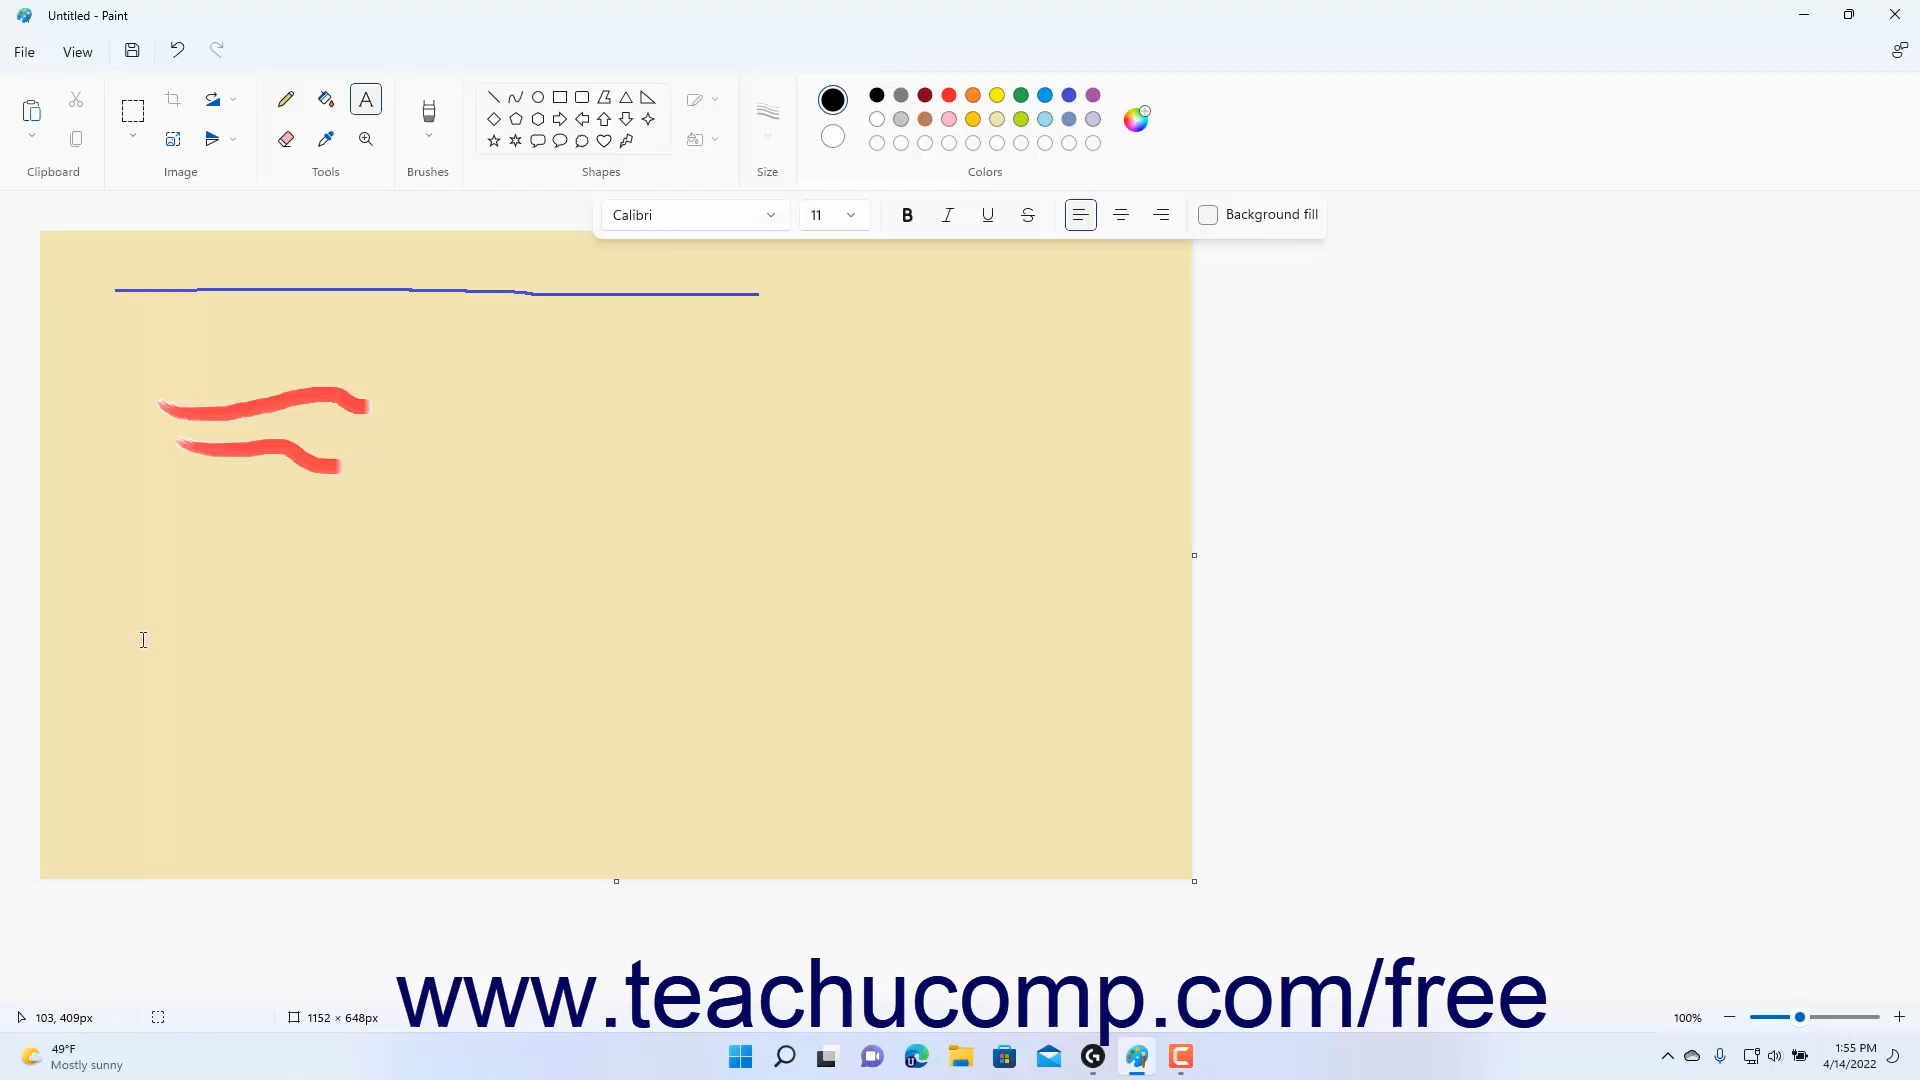 Untitled - Paint
File View
Clipboard Image Tools Brushes Shapes Size Colors
Calibri 11 B I U S Background fill
www.teachucomp.com/free
103, 409px 1152 × 648px 100%
49°F
Mostly sunny
1:55 PM
4/14/2022